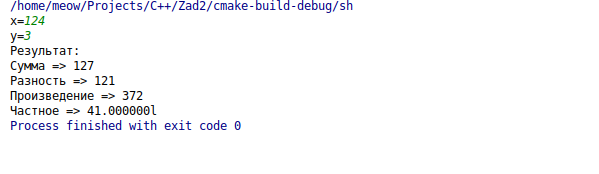 /home/meow/Projects/C++/Zad2/cmake-build-debug/sh
x=124
y=3
Результат:
Сумма => 127
Разность => 121
Произведение => 372
Частное => 41.000000l
Process finished with exit code 0